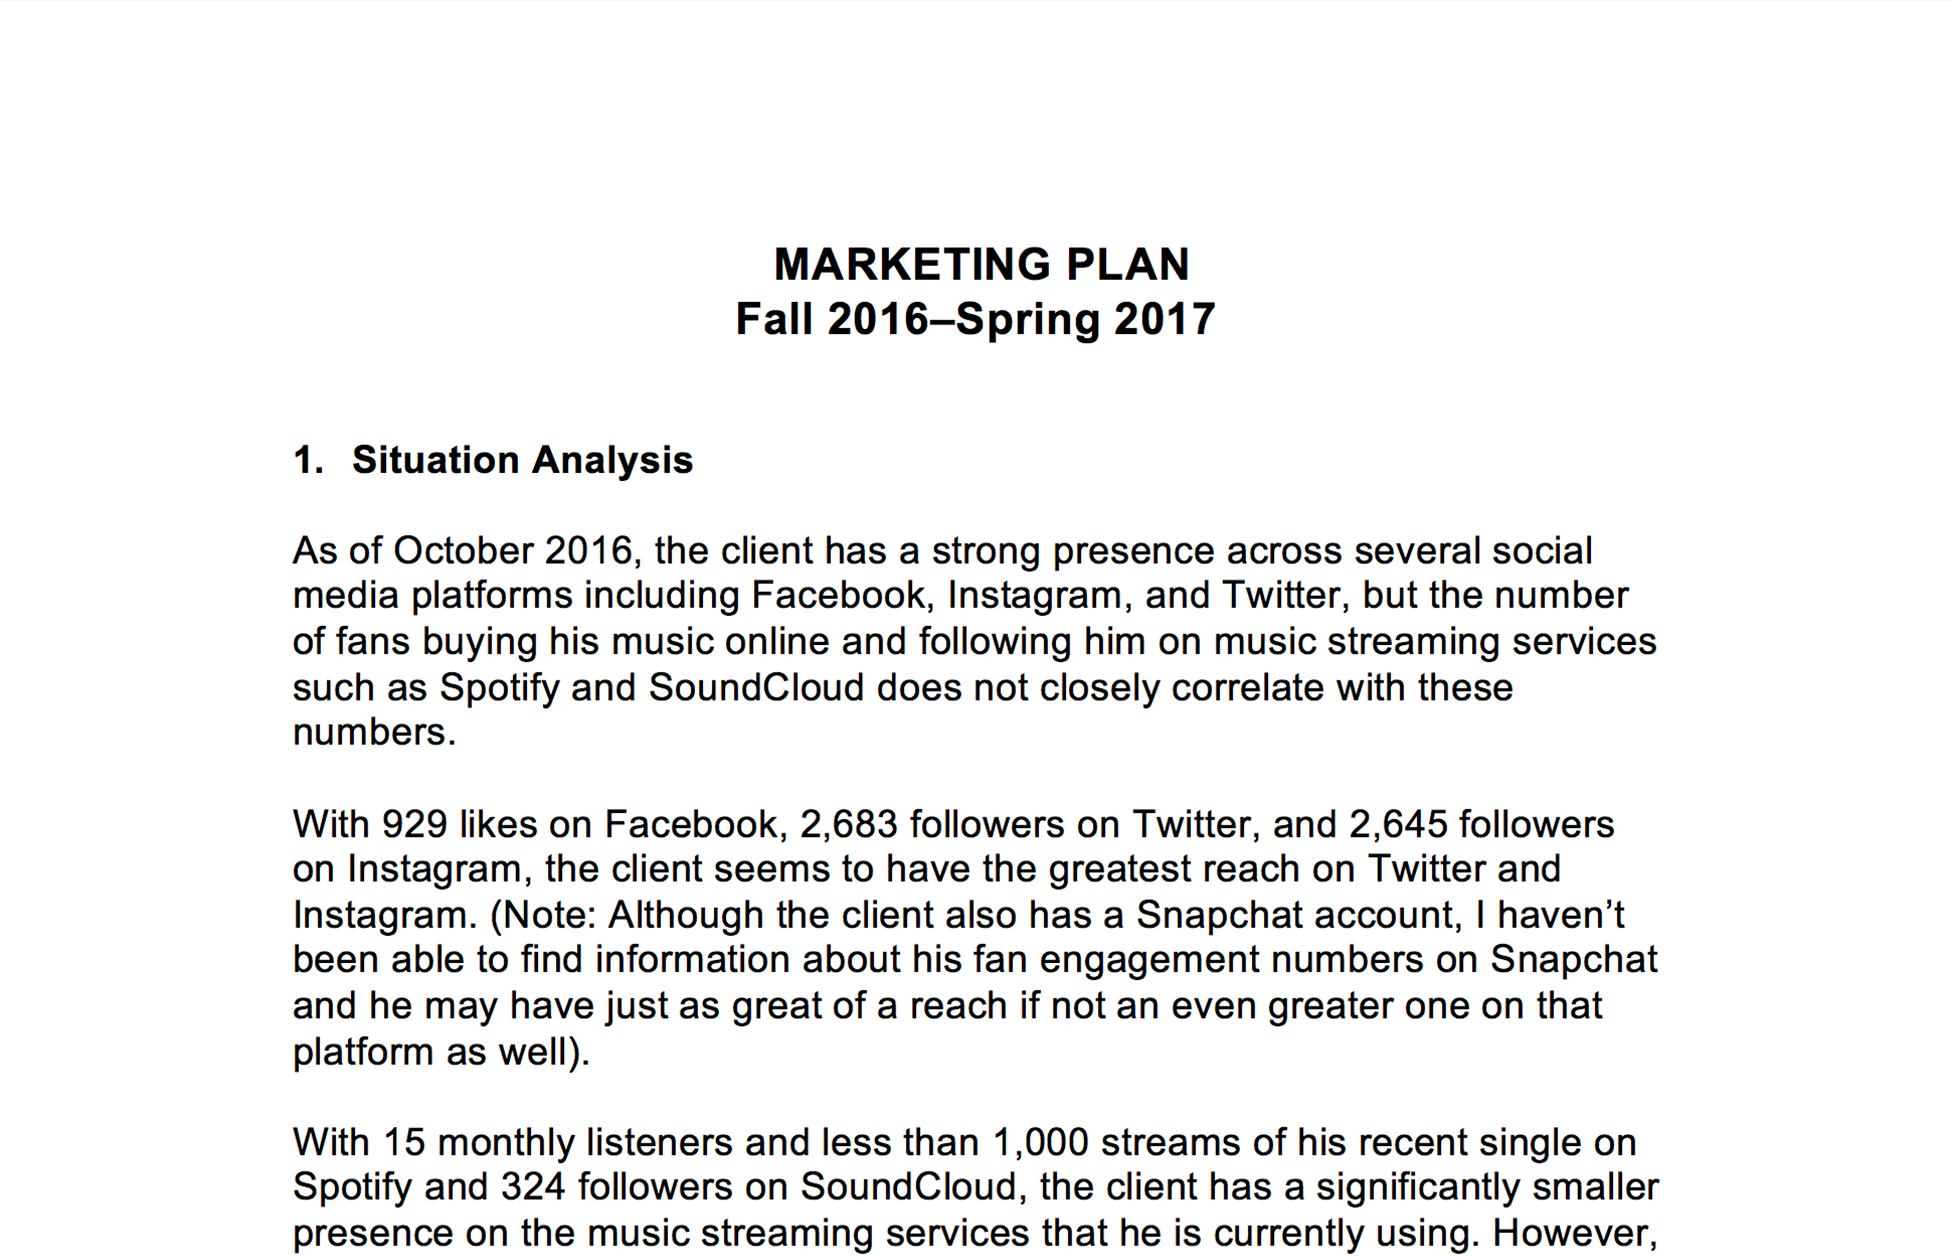 MARKETING PLAN
Fall 2016–Spring 2017
1. Situation Analysis
As of October 2016, the client has a strong presence across several social
media platforms including Facebook, Instagram, and Twitter, but the number
of fans buying his music online and following him on music streaming services
such as Spotify and SoundCloud does not closely correlate with these
numbers.
With 929 likes on Facebook, 2,683 followers on Twitter, and 2,645 followers
on Instagram, the client seems to have the greatest reach on Twitter and
Instagram. (Note: Although the client also has a Snapchat account, I haven’t
been able to find information about his fan engagement numbers on Snapchat
and he may have just as great of a reach if not an even greater one on that
platform as well).
With 15 monthly listeners and less than 1,000 streams of his recent single on
Spotify and 324 followers on SoundCloud, the client has a significantly smaller
presence on the music streaming services that he is currently using. However,